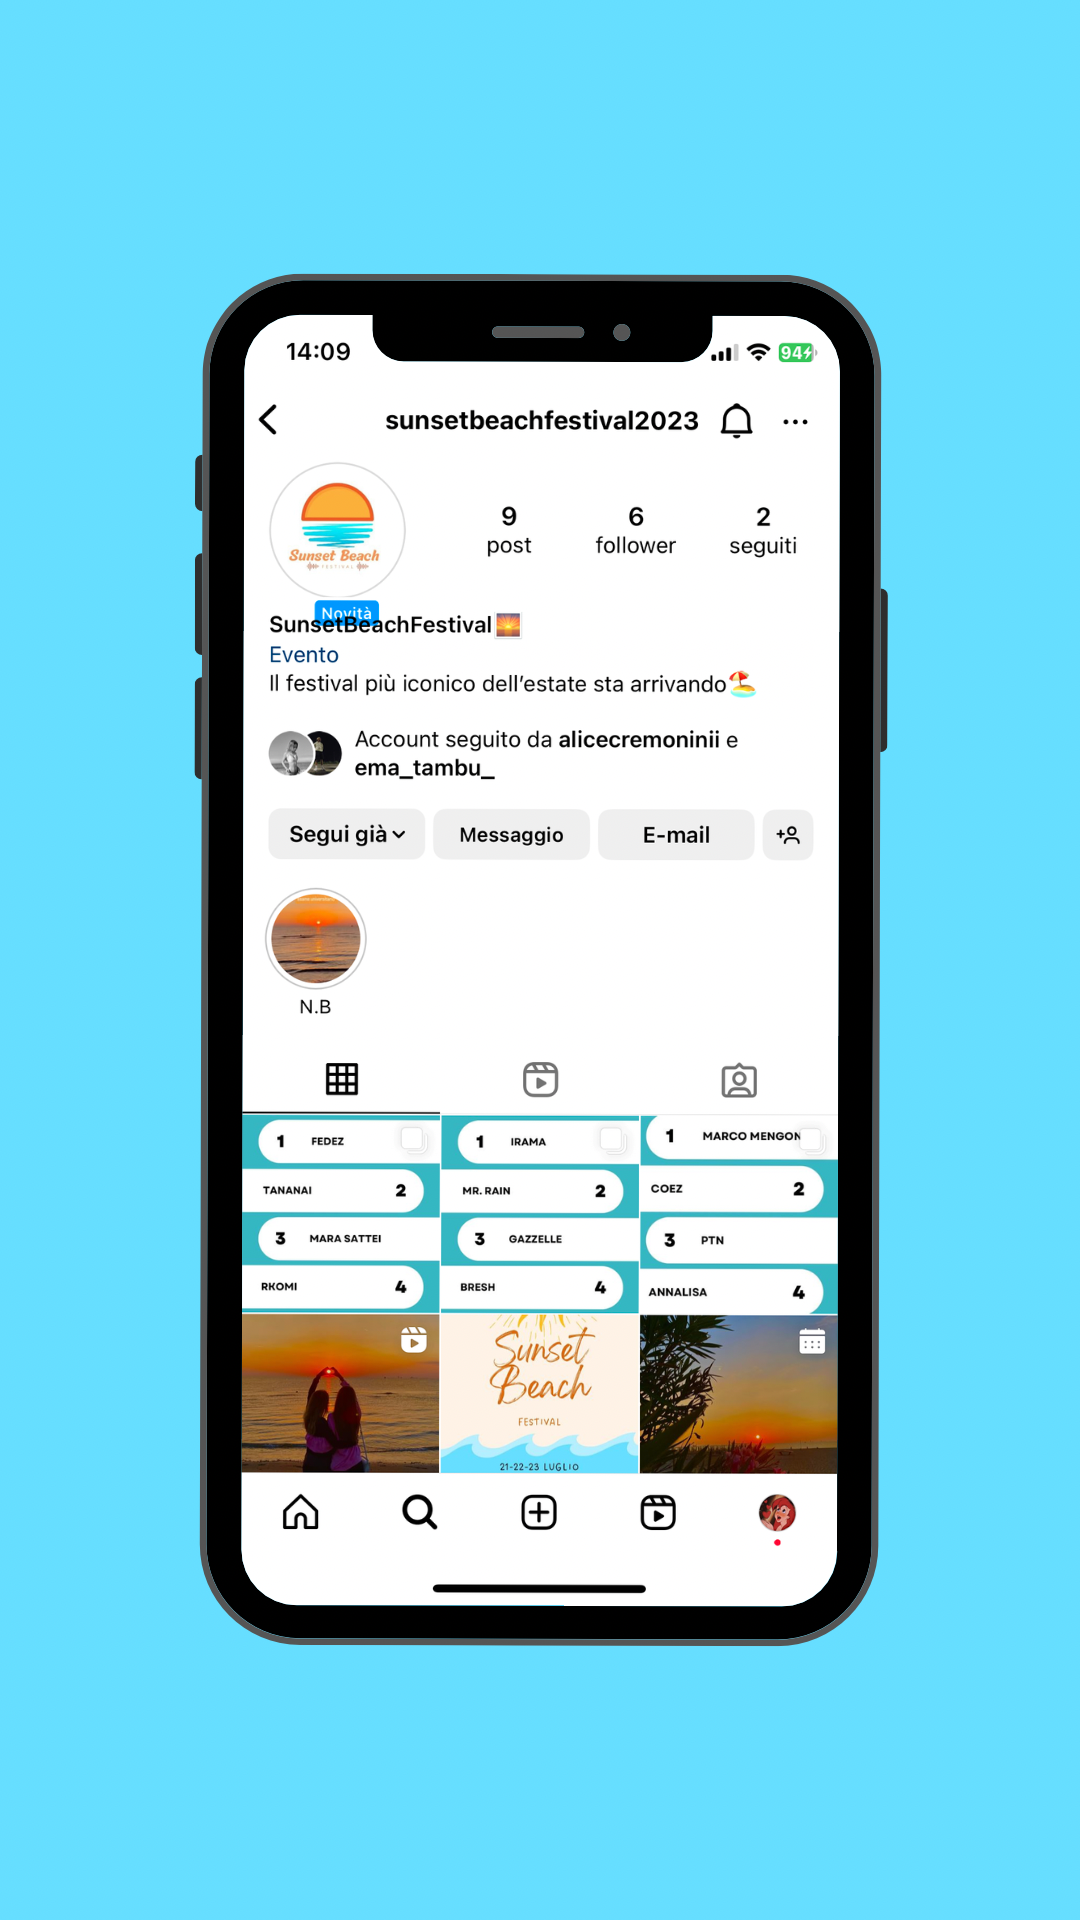 14:09
94
sunsetbeachfestival2023
Sunset Beach
FESTIVAL
9
post
6
follower
2
seguiti
Novità
SunsetBeachFestival🌅
Evento
Il festival più iconico dell'estate sta arrivando🏖️
Account seguito da alicecremoninii e
ema_tambu_
Segui già
Messaggio
E-mail
N.B
1 FEDEZ
TANANAI 2
3 MARA SATTEI
RKOMI 4
1 IRAMA
MR. RAIN 2
3 GAZZELLE
BRESH 4
1 MARCO MENGON
COEZ 2
3 PTN
ANNALISA 4
Sunset
Beach
FESTIVAL
21-22-23 LUGLIO